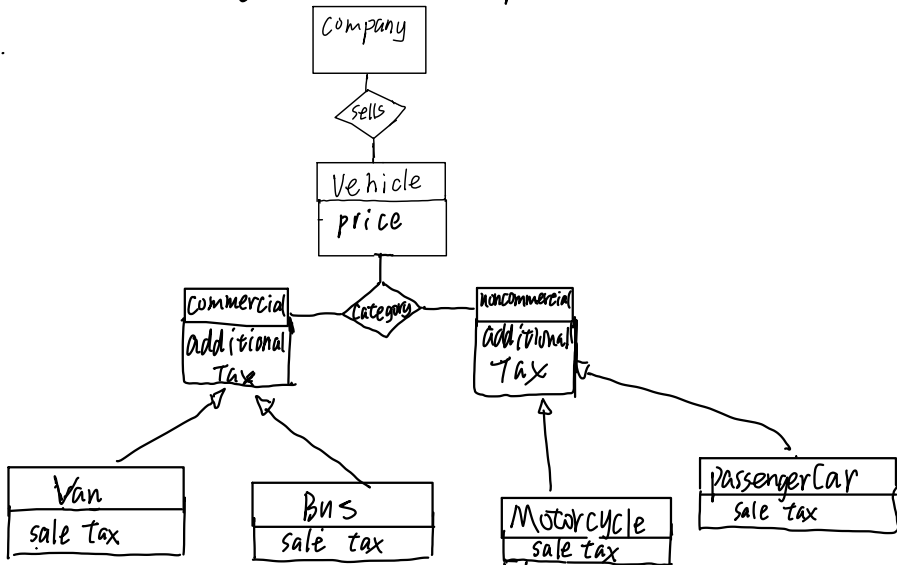 Company
sells
Vehicle
price
commercial
additional
Tax
Category
noncommercial
additional
Tax
Van
sale tax
Bus
sale tax
Motorcycle
sale tax
passengerCar
sale tax